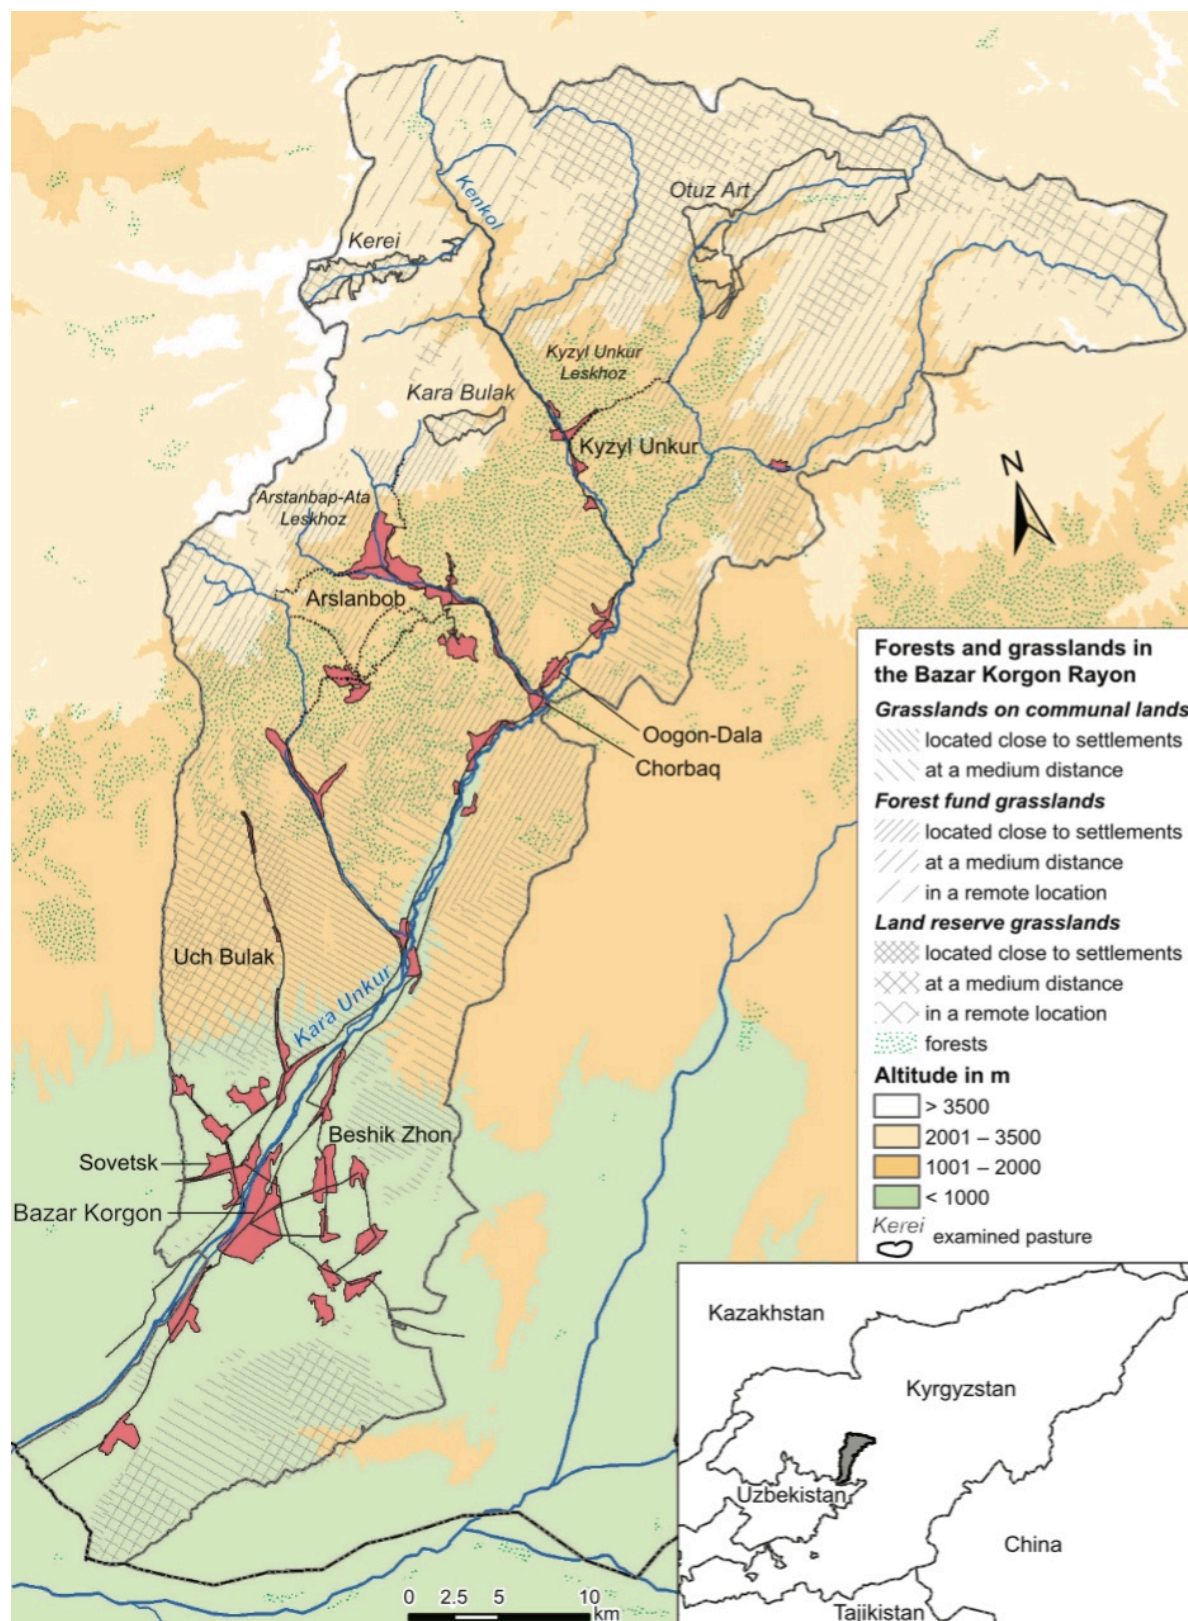 Otuz Art
Kenkol
Kerei
Kyzyl Unkur
Leskhoz
Kara Bulak
Kyzyl Unkur
N
Arstanbap-Ata
Leskhoz
Arslanbob
Oogon-Dala
Chorbaq
Uch Bulak
Kara Unkur
Beshik Zhon
Sovetsk
Bazar Korgon
Forests and grasslands in
the Bazar Korgon Rayon
Grasslands on communal lands
located close to settlements
at a medium distance
Forest fund grasslands
located close to settlements
at a medium distance
in a remote location
Land reserve grasslands
located close to settlements
at a medium distance
in a remote location
forests
Altitude in m
> 3500
2001 – 3500
1001 – 2000
< 1000
Kerei examined pasture
Kazakhstan
Kyrgyzstan
Uzbekistan
China
Tajikistan
0 2.5 5 10
km